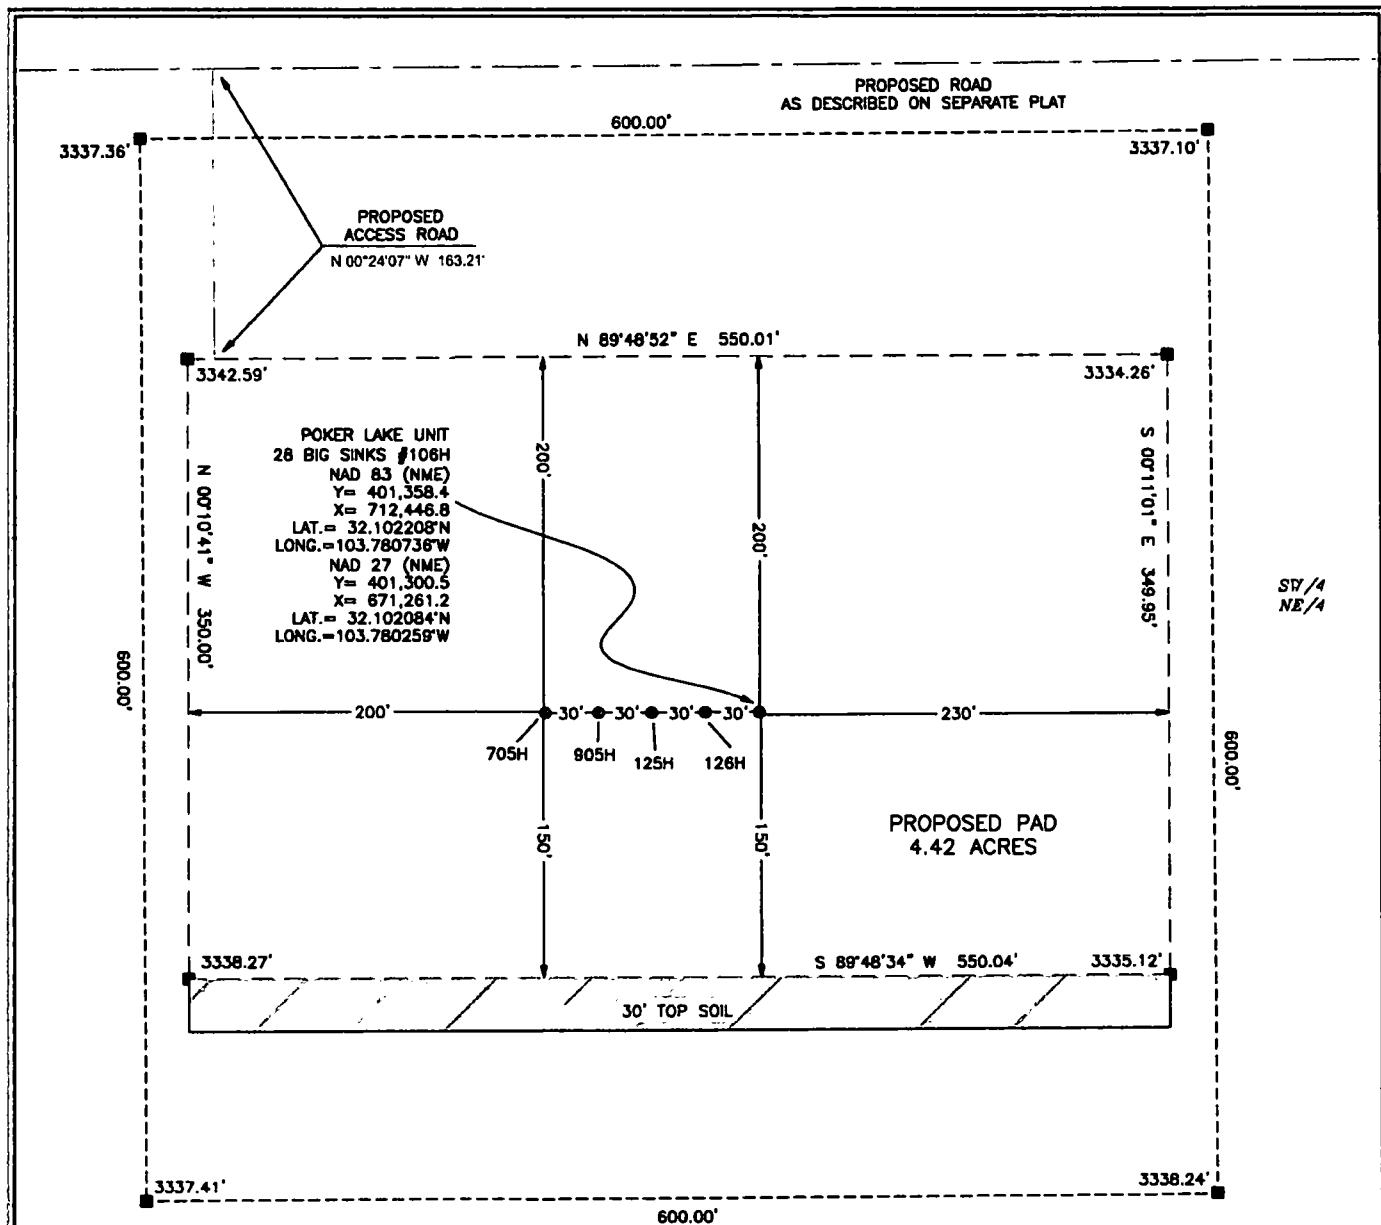 PROPOSED ROAD
AS DESCRIBED ON SEPARATE PLAT
600.00'
3337.36'
3337.10'
PROPOSED
ACCESS ROAD
N 00°24'07" W 163.21'
N 89°48'52" E 550.01'
3342.59'
3334.26'
POKER LAKE UNIT
28 BIG SINKS #106H
NAD 83 (NME)
Y= 401,358.4
X= 712,446.8
LAT.= 32.102208°N
LONG.=103.780736°W
NAD 27 (NME)
Y= 401,300.5
X= 671,261.2
LAT.= 32.102084°N
LONG.=103.780259°W
N 00°10'41" W 350.00'
200'
200'
S 00°11'01" E 349.95'
SW/4
NE/4
600.00'
200'
30'
30'
30'
30'
230'
705H
905H
125H
126H
600.00'
150'
150'
PROPOSED PAD
4.42 ACRES
3338.27'
S 89°48'34" W 550.04'
3335.12'
30' TOP SOIL
3337.41'
3338.24'
600.00'